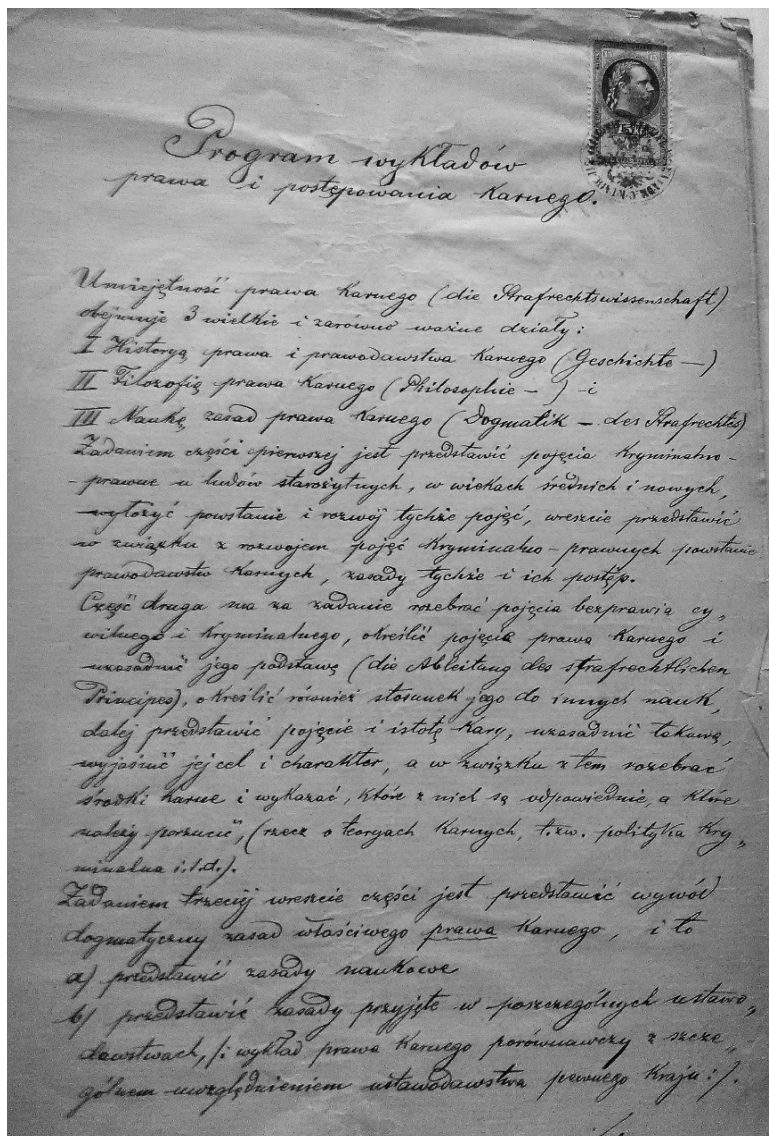 Program wykładów
prawa i postępowania karnego.
Umiejętność prawa karnego (die Strafrechtswissenschaft)
obejmuje 3 wielkie i zarówno ważne działy:
I Historyą prawa i prawodawstwa karnego (Geschichte —)
II Filozofię prawa karnego (Philosophie —) i
III Naukę zasad prawa karnego (Dogmatik — des Strafrechtes)
Zadaniem części pierwszej jest przedstawić pojęcia kryminalno-
-prawne u ludów starożytnych, w wiekach średnich i nowych,
wyłożyć powstanie i rozwój tychże pojęć, wreszcie przedstawić
w związku z rozwojem pojęć kryminalno-prawnych powstanie
prawodawstw karnych, zasady tychże i ich postęp.
Część druga ma za zadanie rozebrać pojęcia bezprawia cy„
wilnego i kryminalnego, określić pojęcia prawa karnego i
uzasadnić jego podstawę (die Ableitung des strafrechtlichen
Principes), określić również stosunek jego do innych nauk,
dalej przedstawić pojęcie i istotę kary, uzasadnić takową,
wyjaśnić jej cel i charakter, a w związku z tem rozebrać
środki karne i wykazać, które z nich są odpowiednie, a które
należy porzucić, (rzecz o teoryach karnych, t.zw. polityka kry„
minalna i.t.d.).
Zadaniem trzeciej wreszcie części jest przedstawić wywód
dogmatyczny zasad właściwego prawa karnego, i to
a) przedstawić zasady naukowe
b) przedstawić zasady przyjęte w poszczególnych ustawo„
dawstwach, /: wykład prawa karnego porównawczy z szcze„
gólnem uwzględnieniem ustawodawstwa pewnego kraju :/.
./.